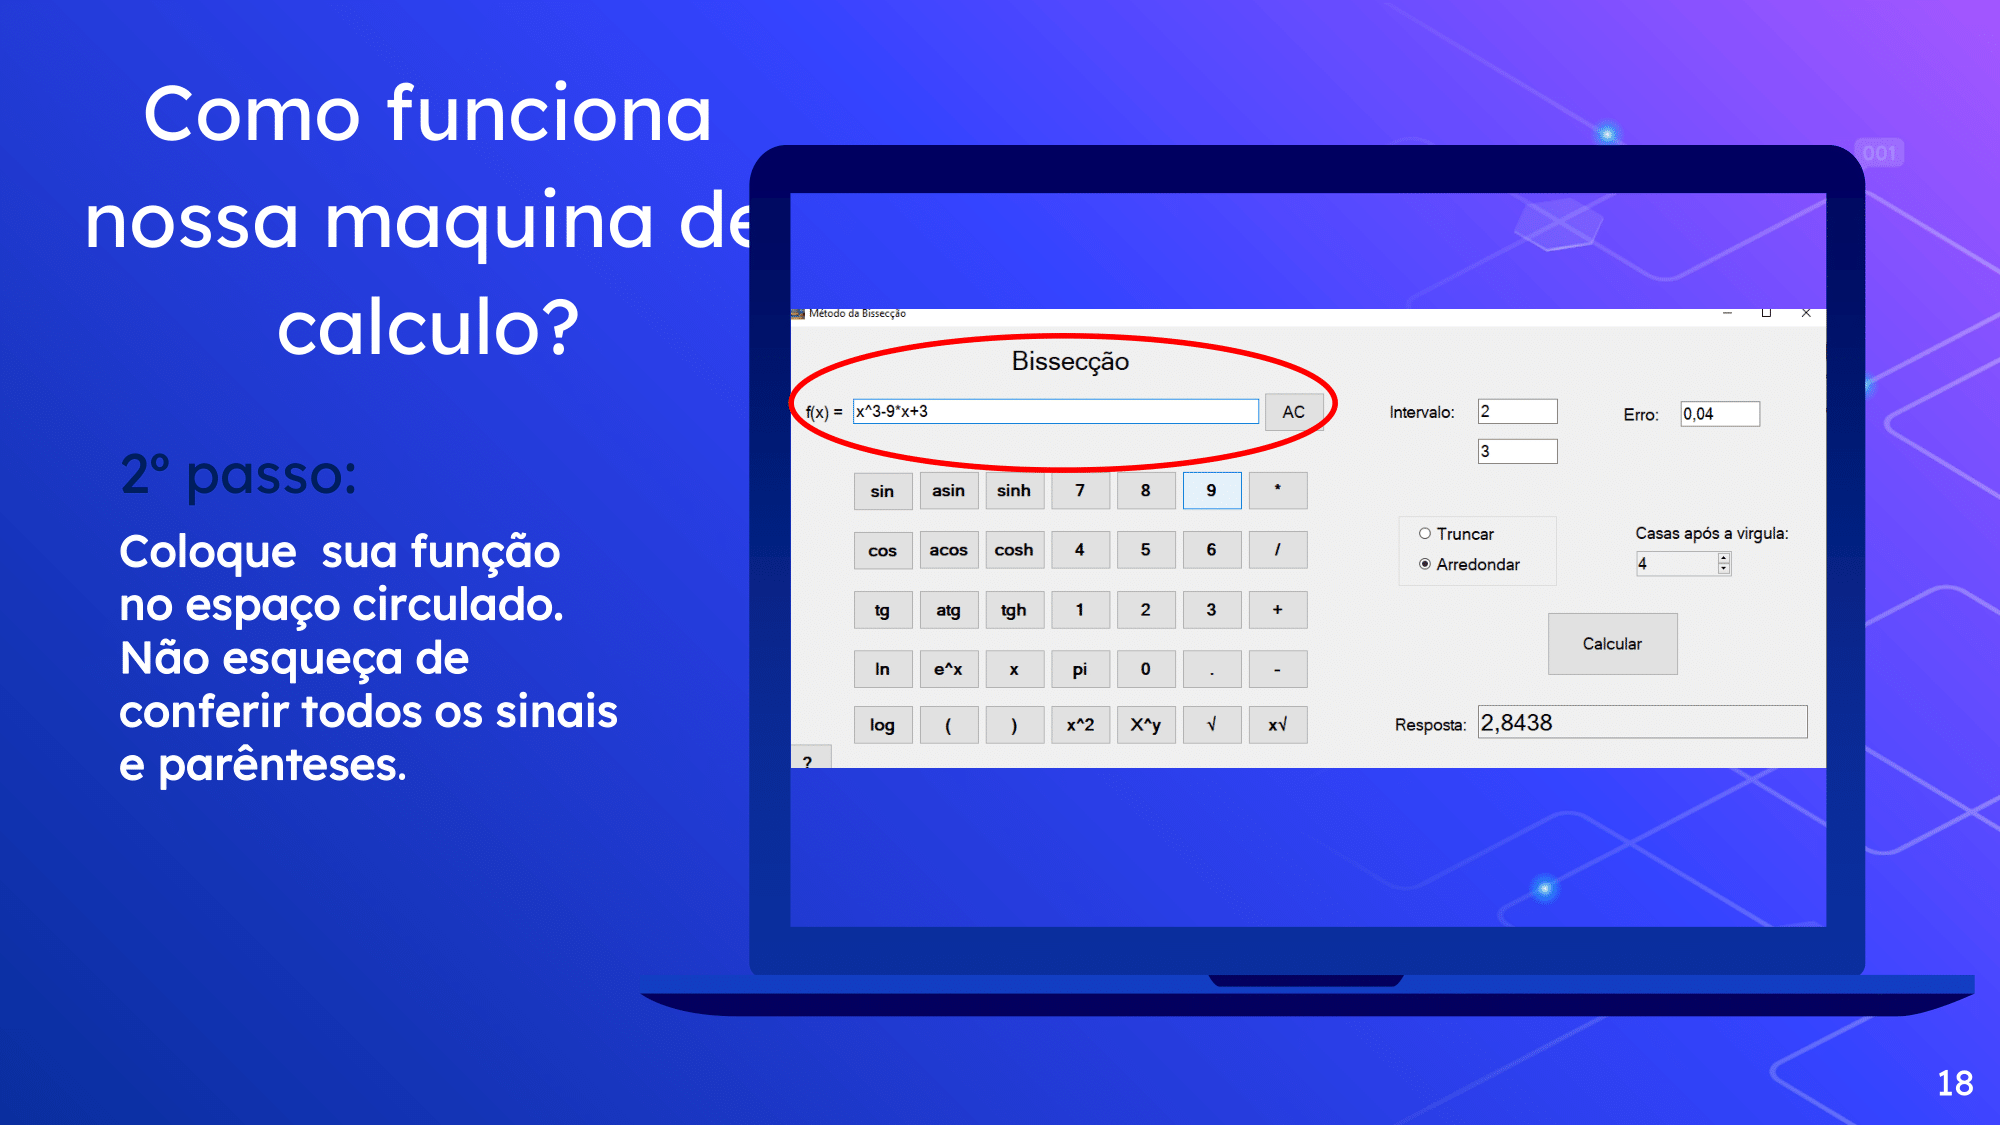 Como funciona
nossa maquina de
calculo?
2º passo:
Coloque  sua função
no espaço circulado.
Não esqueça de
conferir todos os sinais
e parênteses.
001
Método da Bissecção
Bissecção
f(x) = x^3-9*x+3 AC
Intervalo: 2
3
Erro: 0,04
sin asin sinh 7 8 9 *
cos acos cosh 4 5 6 /
tg atg tgh 1 2 3 +
ln e^x x pi 0 . -
log ( ) x^2 X^y √ x√
?
Truncar
Arredondar
Casas após a virgula:
4
Calcular
Resposta: 2,8438
18